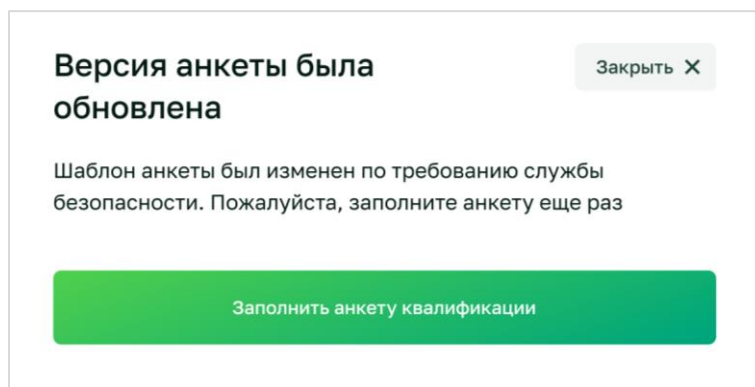 Версия анкеты была
обновлена
Закрыть ✕
Шаблон анкеты был изменен по требованию службы
безопасности. Пожалуйста, заполните анкету еще раз
Заполнить анкету квалификации